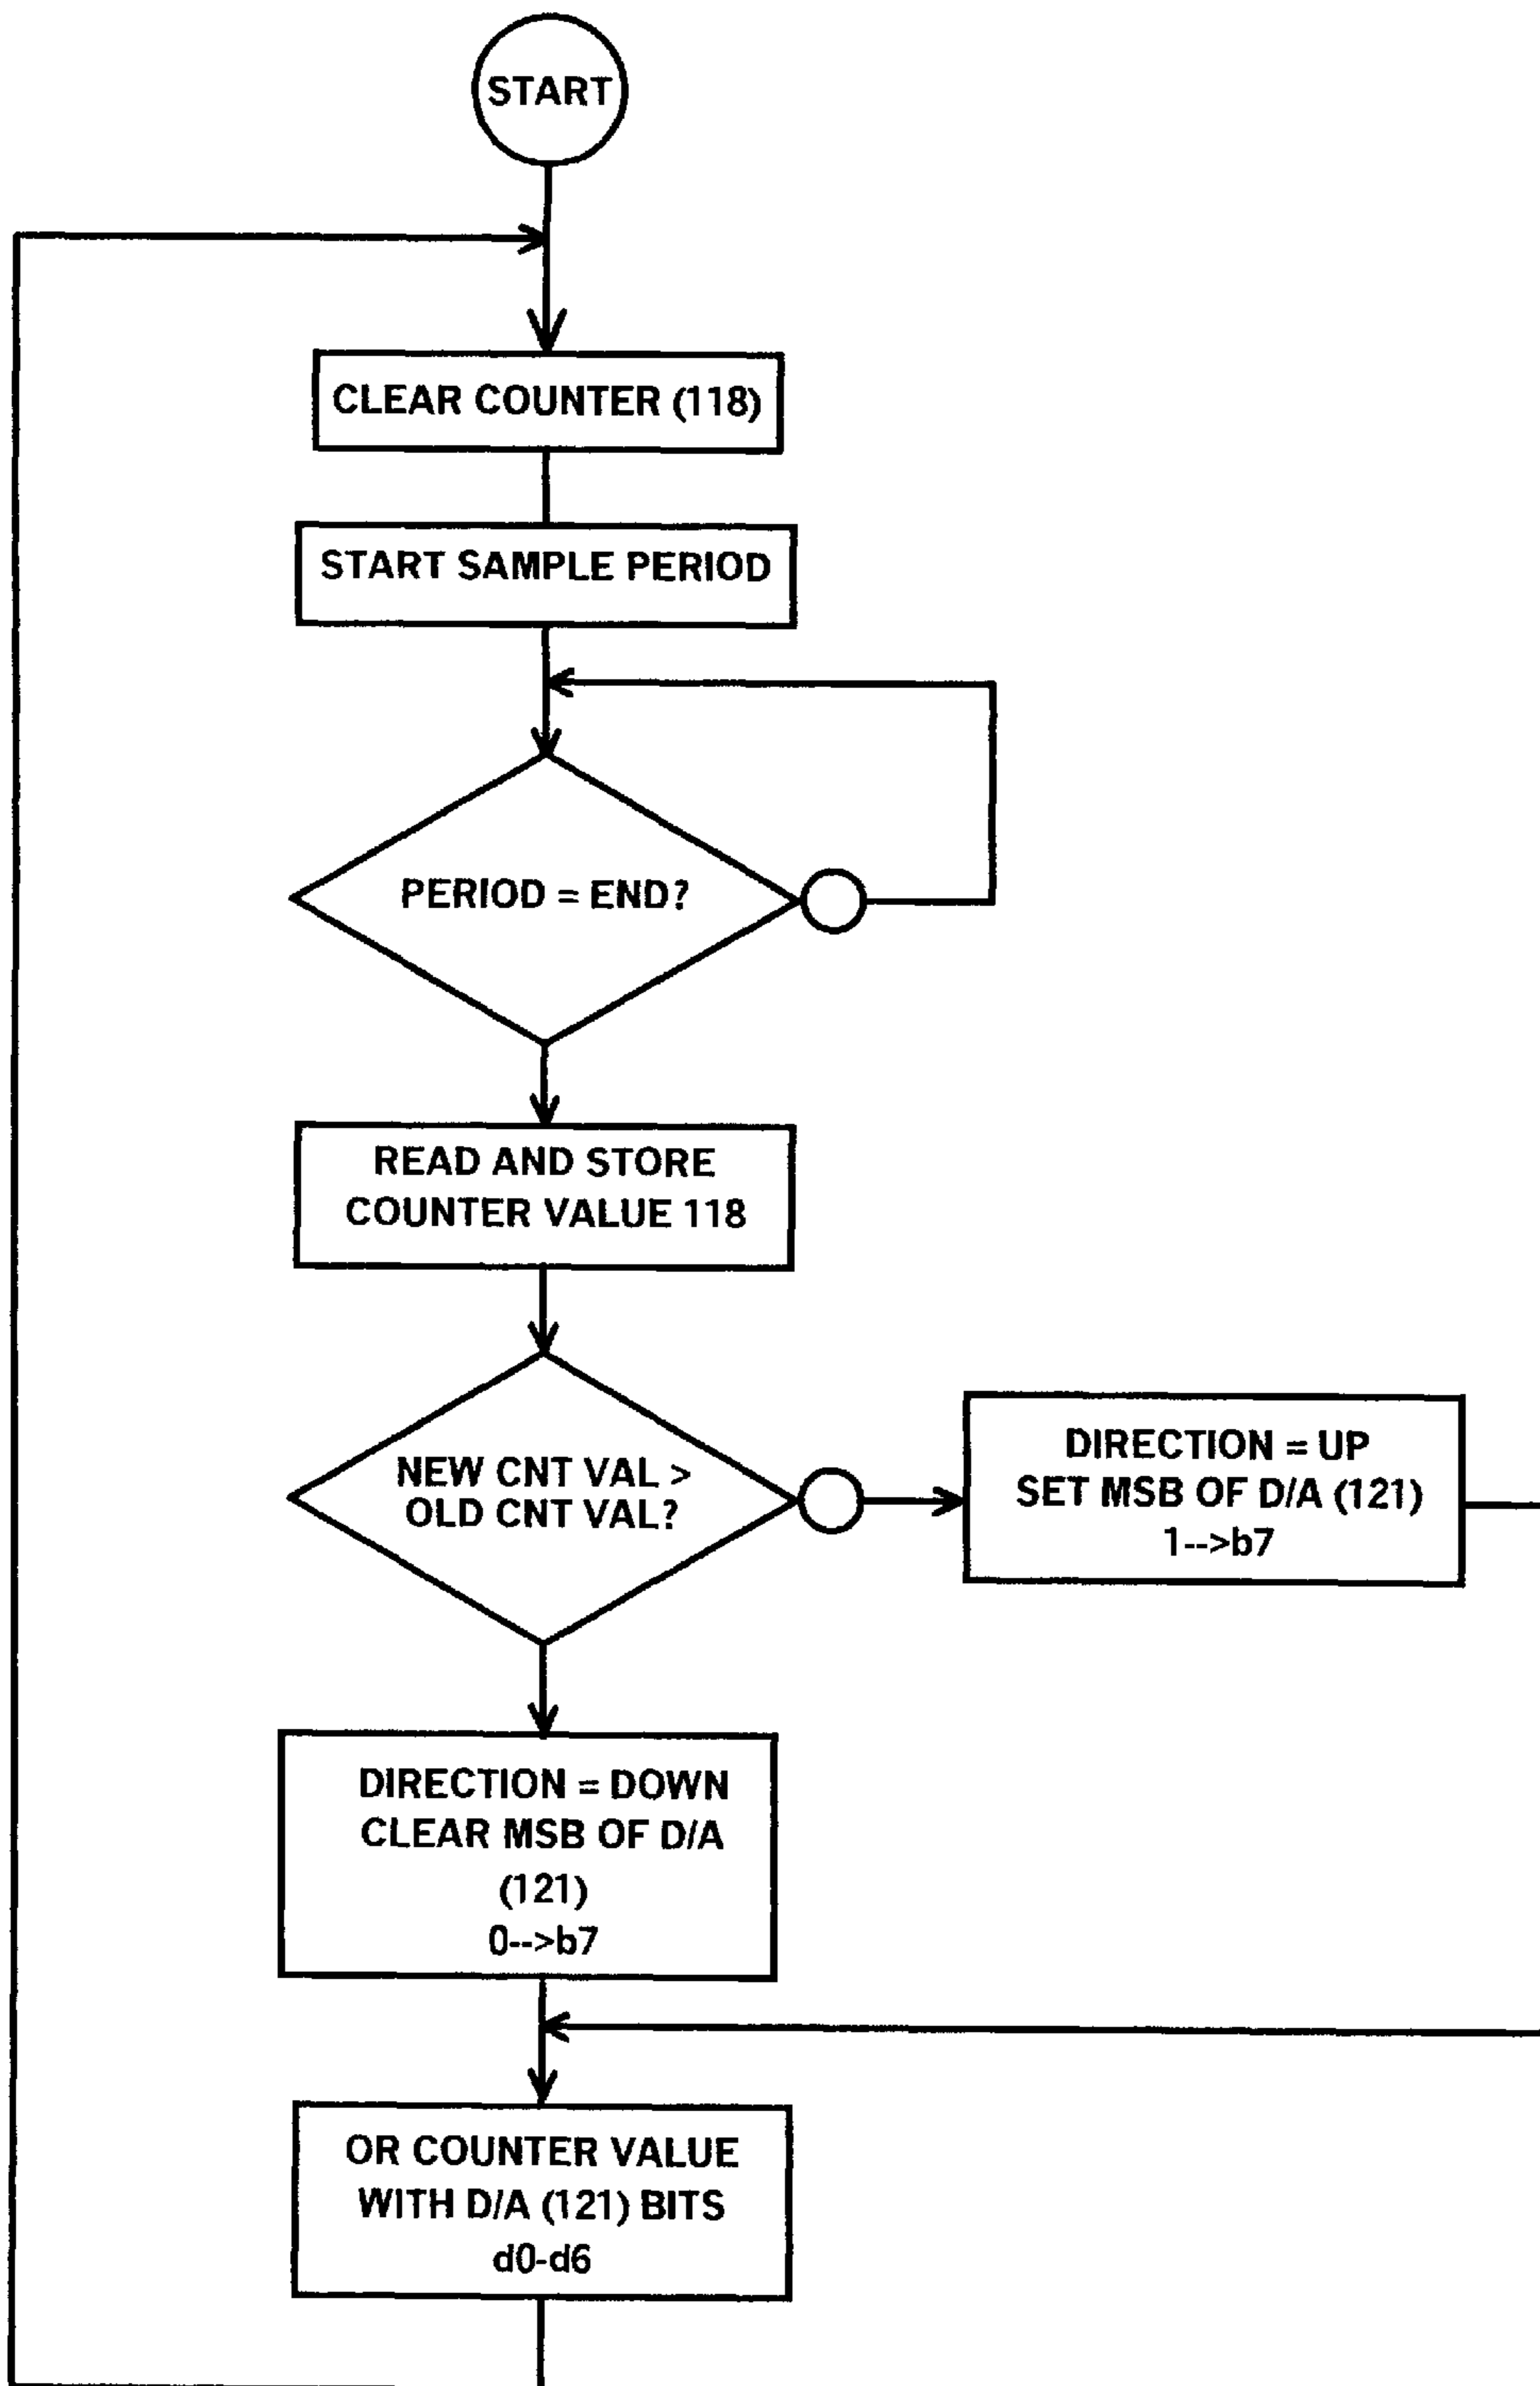 START
CLEAR COUNTER (118)
START SAMPLE PERIOD
PERIOD = END?
READ AND STORE
COUNTER VALUE 118
NEW CNT VAL >
OLD CNT VAL?
DIRECTION = UP
SET MSB OF D/A (121)
1-->b7
DIRECTION = DOWN
CLEAR MSB OF D/A
(121)
0-->b7
OR COUNTER VALUE
WITH D/A (121) BITS
d0-d6